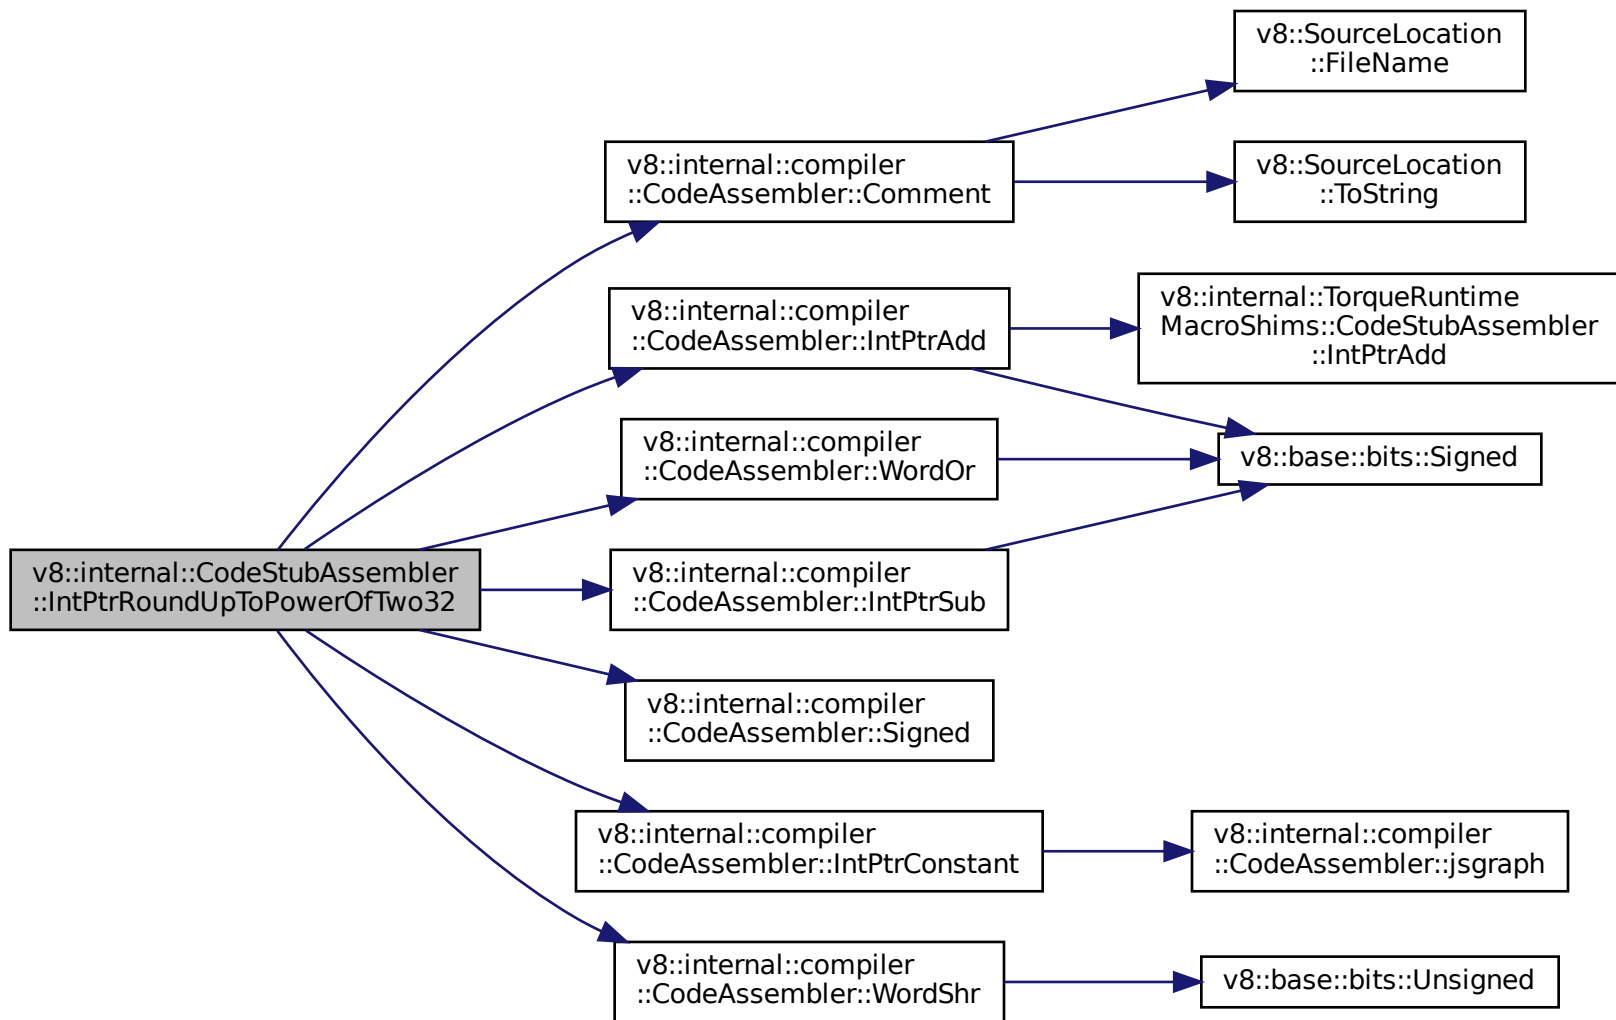 v8::internal::CodeStubAssembler
::IntPtrRoundUpToPowerOfTwo32
v8::internal::compiler
::CodeAssembler::Comment
v8::SourceLocation
::FileName
v8::SourceLocation
::ToString
v8::internal::compiler
::CodeAssembler::IntPtrAdd
v8::internal::TorqueRuntime
MacroShims::CodeStubAssembler
::IntPtrAdd
v8::base::bits::Signed
v8::internal::compiler
::CodeAssembler::WordOr
v8::internal::compiler
::CodeAssembler::IntPtrSub
v8::internal::compiler
::CodeAssembler::Signed
v8::internal::compiler
::CodeAssembler::IntPtrConstant
v8::internal::compiler
::CodeAssembler::jsgraph
v8::internal::compiler
::CodeAssembler::WordShr
v8::base::bits::Unsigned